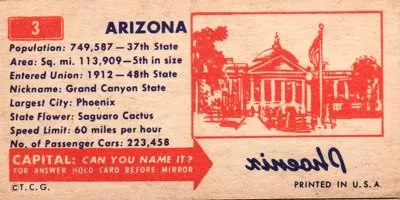 3
ARIZONA
Population: 749,587—37th State
Area: Sq. mi. 113,909—5th in size
Entered Union: 1912—48th State
Nickname: Grand Canyon State
Largest City: Phoenix
State Flower: Saguaro Cactus
Speed Limit: 60 miles per hour
No. of Passenger Cars: 223,458
CAPITAL: CAN YOU NAME IT?
FOR ANSWER HOLD CARD BEFORE MIRROR
Phoenix
©T.C.G.
PRINTED IN U.S.A.